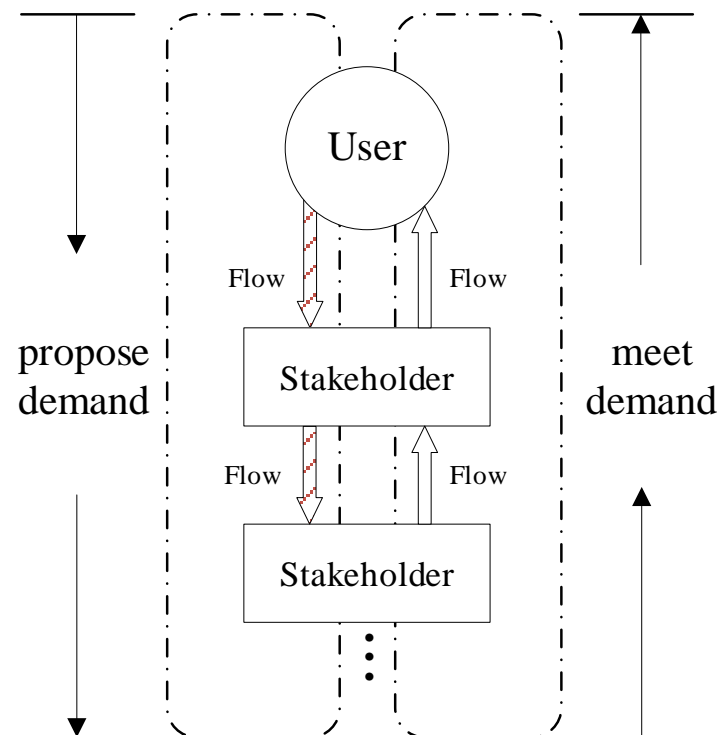 User
Flow
Flow
propose
demand
Stakeholder
meet
demand
Flow
Flow
Stakeholder